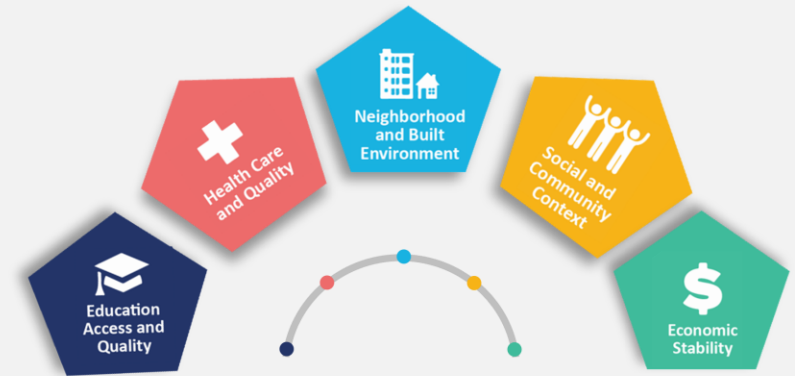 Education
Access and
Quality
Health Care
and Quality
Neighborhood
and Built
Environment
Social and
Community
Context
$
Economic
Stability